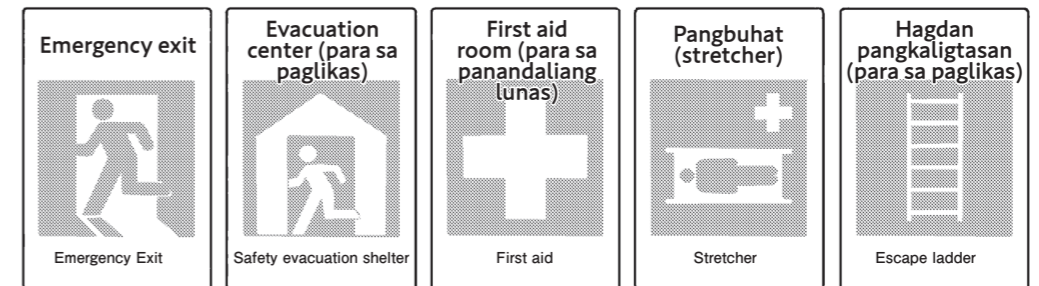 Emergency exit
Evacuation
center (para sa
paglikas)
First aid
room (para sa
panandaliang
lunas)
Pangbuhat
(stretcher)
Hagdan
pangkaligtasan
(para sa paglikas)
Emergency Exit
Safety evacuation shelter
First aid
Stretcher
Escape ladder